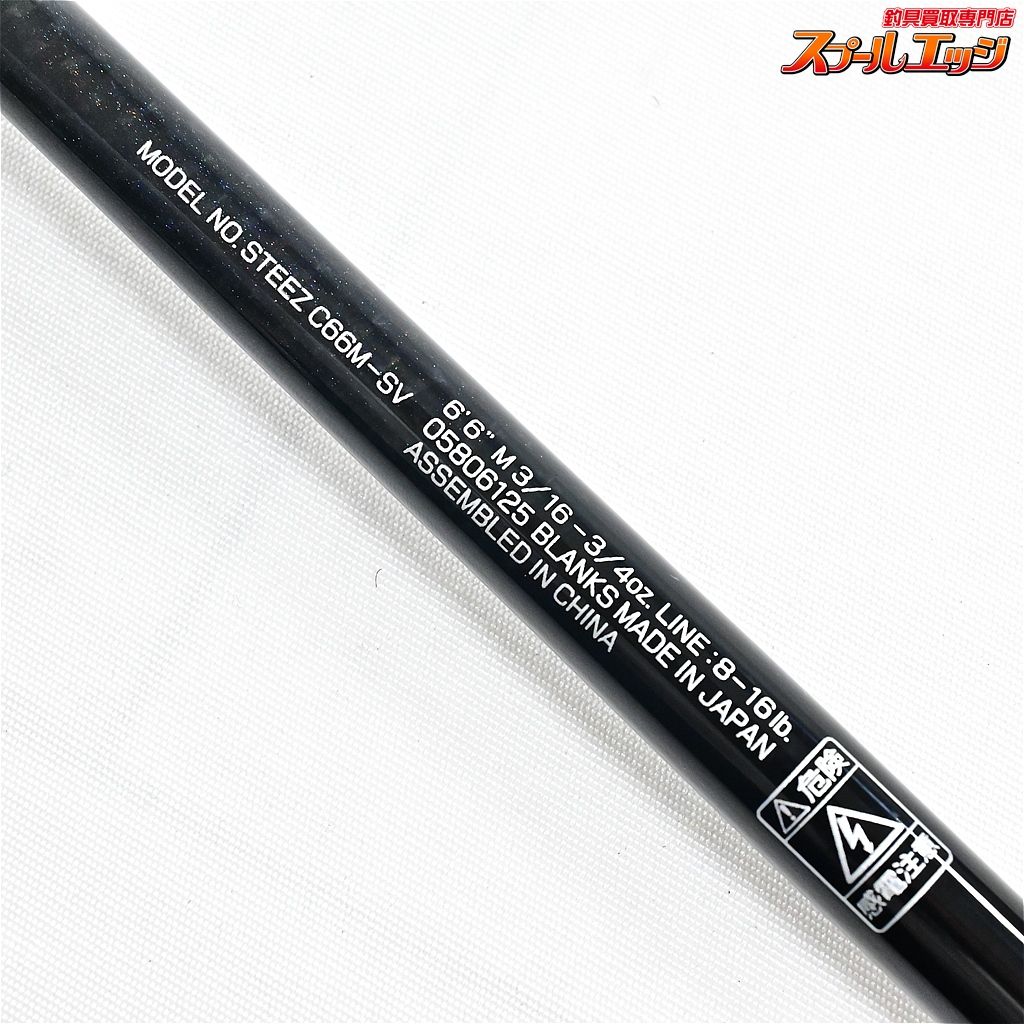 釣具買取専門店
スプールエッジ
MODEL NO. STEEZ C66M-SV
6'6" M 3/16-3/4oz. LINE:8-16lb.
05806125 BLANKS MADE IN JAPAN
ASSEMBLED IN CHINA
危険
感電注意